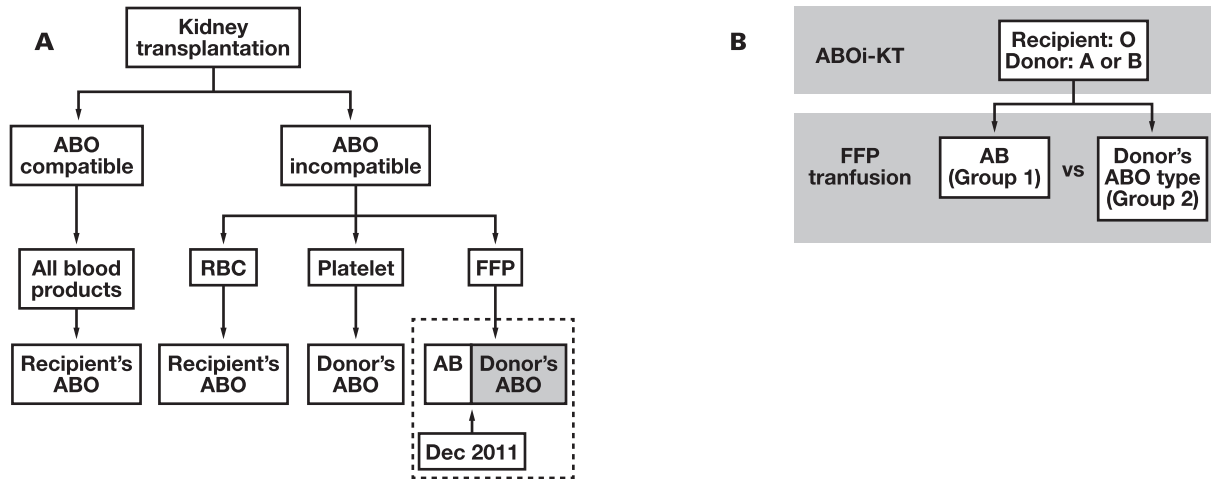 A
Kidney
transplantation
ABO
compatible
ABO
incompatible
All blood
products
RBC
Platelet
FFP
Recipient's
ABO
Recipient's
ABO
Donor's
ABO
AB
Donor's
ABO
Dec 2011
B
ABOi-KT
Recipient: O
Donor: A or B
FFP
tranfusion
AB
(Group 1)
vs
Donor's
ABO type
(Group 2)